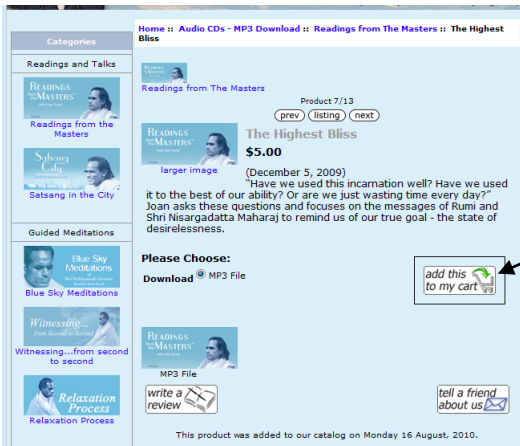 Categories
Readings and Talks
READINGS
from the MASTERS
Readings from the
Masters
Satsang
City
Satsang in the City
Guided Meditations
Blue Sky
Meditations
Blue Sky Meditations
Witnessing...
from Second to Second
Witnessing...from second
to second
Relaxation
Process
Relaxation Process
Home :: Audio CDs - MP3 Download :: Readings from The Masters :: The Highest
Bliss
Readings from The Masters
Product 7/13
prev listing next
READINGS
from the MASTERS
larger image
The Highest Bliss
$5.00
(December 5, 2009)
"Have we used this incarnation well? Have we used
it to the best of our ability? Or are we just wasting time every day?"
Joan asks these questions and focuses on the messages of Rumi and
Shri Nisargadatta Maharaj to remind us of our true goal - the state of
desirelessness.
Please Choose:
Download MP3 File
add this
to my cart
READINGS
from the MASTERS
MP3 File
write a
review
tell a friend
about us
This product was added to our catalog on Monday 16 August, 2010.